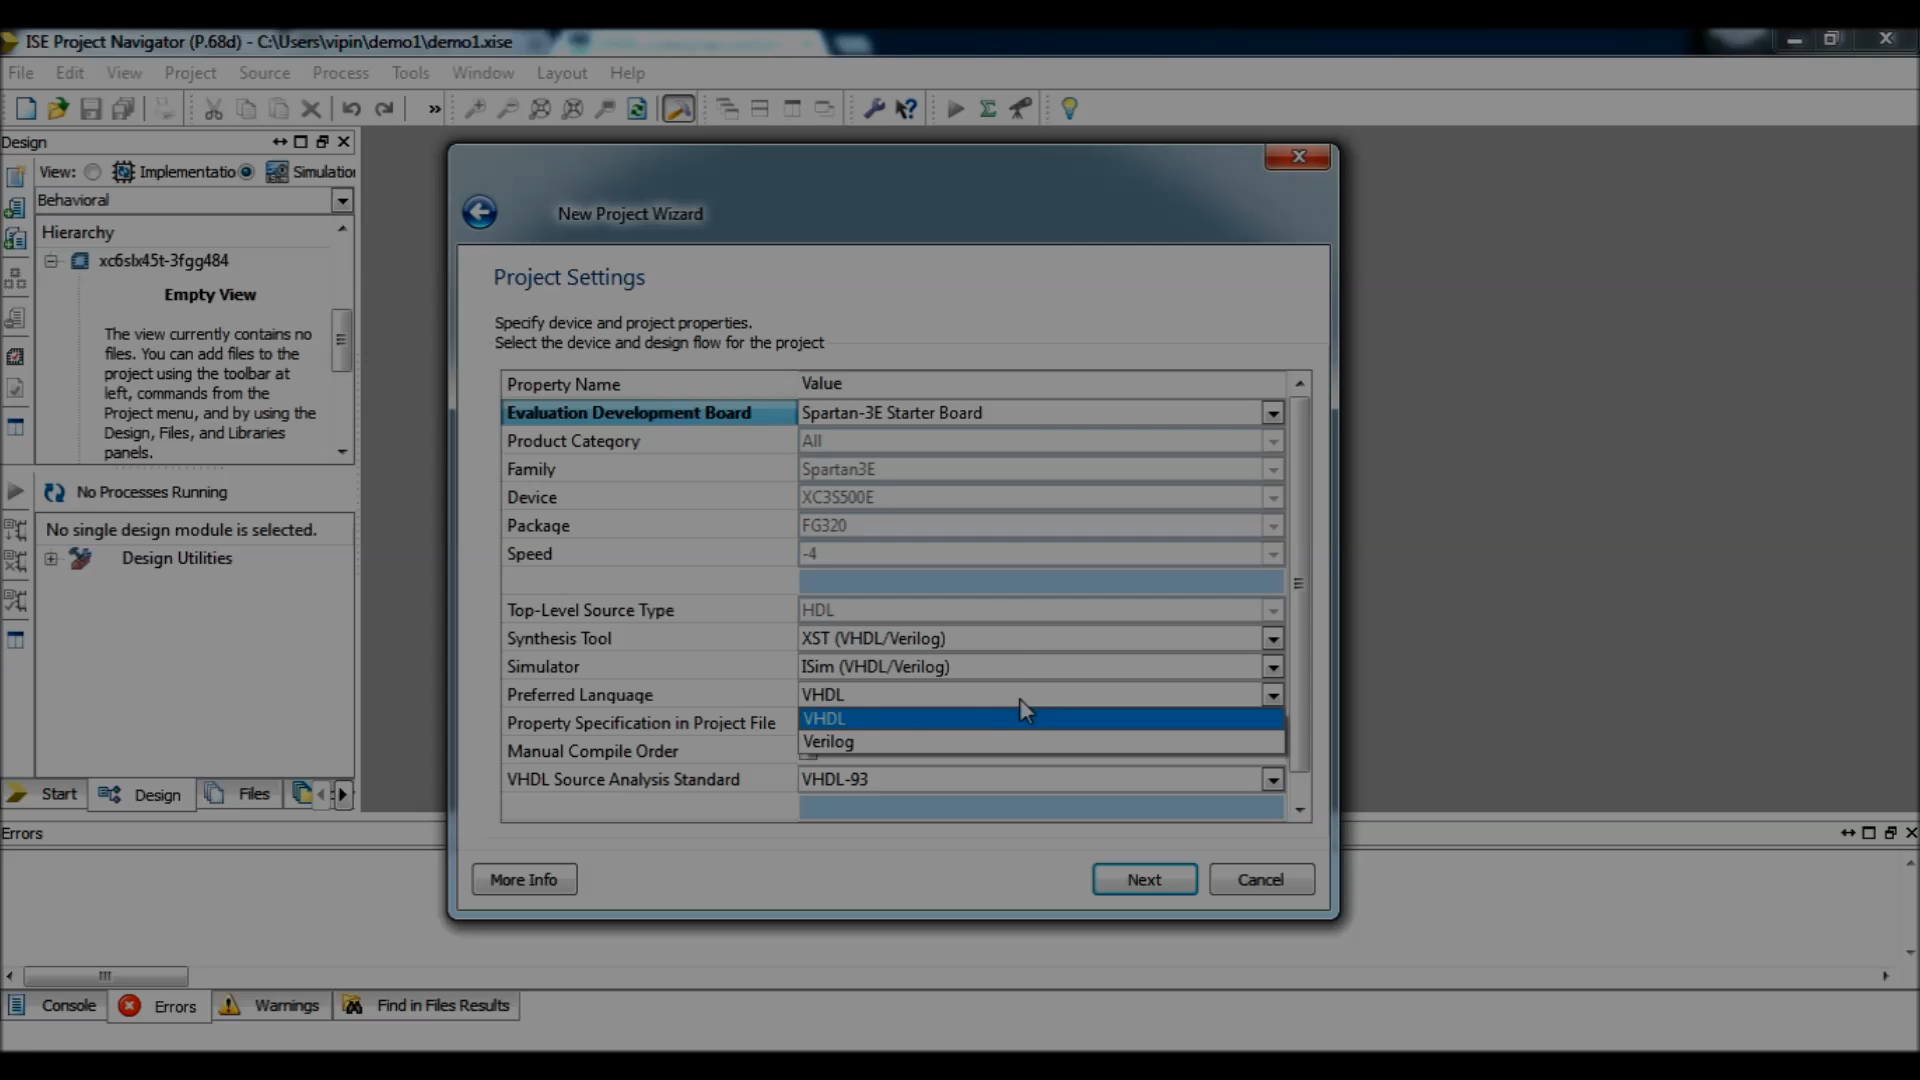 ISE Project Navigator (P.68d) - C:\Users\vipin\demo1\demo1.xise
File Edit View Project Source Process Tools Window Layout Help
Design
View: Implementatio Simulation
Behavioral
Hierarchy
xc6slx45t-3fgg484
Empty View
The view currently contains no
files. You can add files to the
project using the toolbar at
left, commands from the
Project menu, and by using the
Design, Files, and Libraries
panels.
No Processes Running
No single design module is selected.
Design Utilities
Start Design Files
New Project Wizard
Project Settings
Specify device and project properties.
Select the device and design flow for the project
Property Name Value
Evaluation Development Board Spartan-3E Starter Board
Product Category All
Family Spartan3E
Device XC3S500E
Package FG320
Speed -4
Top-Level Source Type HDL
Synthesis Tool XST (VHDL/Verilog)
Simulator ISim (VHDL/Verilog)
Preferred Language VHDL
VHDL
Property Specification in Project File
Verilog
Manual Compile Order
VHDL Source Analysis Standard VHDL-93
More Info Next Cancel
Errors
Console Errors Warnings Find in Files Results